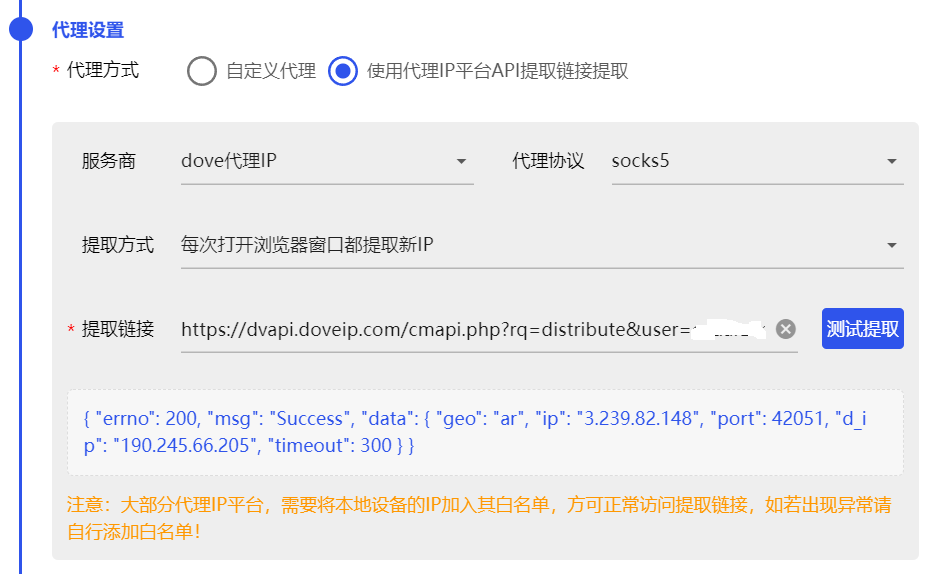 代理设置
* 代理方式 自定义代理 使用代理IP平台API提取链接提取
服务商 dove代理IP 代理协议 socks5
提取方式 每次打开浏览器窗口都提取新IP
* 提取链接 https://dvapi.doveip.com/cmapi.php?rq=distribute&user= 测试提取
{ "errno": 200, "msg": "Success", "data": { "geo": "ar", "ip": "3.239.82.148", "port": 42051, "d_i
p": "190.245.66.205", "timeout": 300 } }
注意：大部分代理IP平台，需要将本地设备的IP加入其白名单，方可正常访问提取链接，如若出现异常请
自行添加白名单！